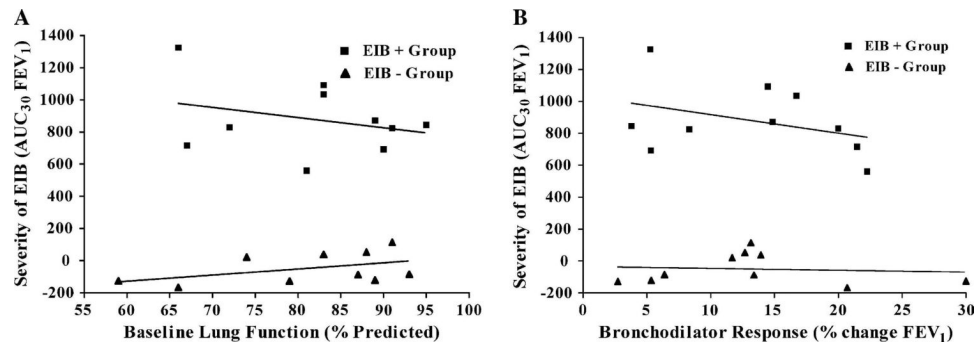 A
Severity of EIB (AUC30 FEV1)
1400
1200
1000
800
600
400
200
0
-200
EIB + Group
EIB - Group
55 60 65 70 75 80 85 90 95 100
Baseline Lung Function (% Predicted)
B
Severity of EIB (AUC30 FEV1)
1400
1200
1000
800
600
400
200
0
-200
EIB + Group
EIB - Group
0 5 10 15 20 25 30
Bronchodilator Response (% change FEV1)